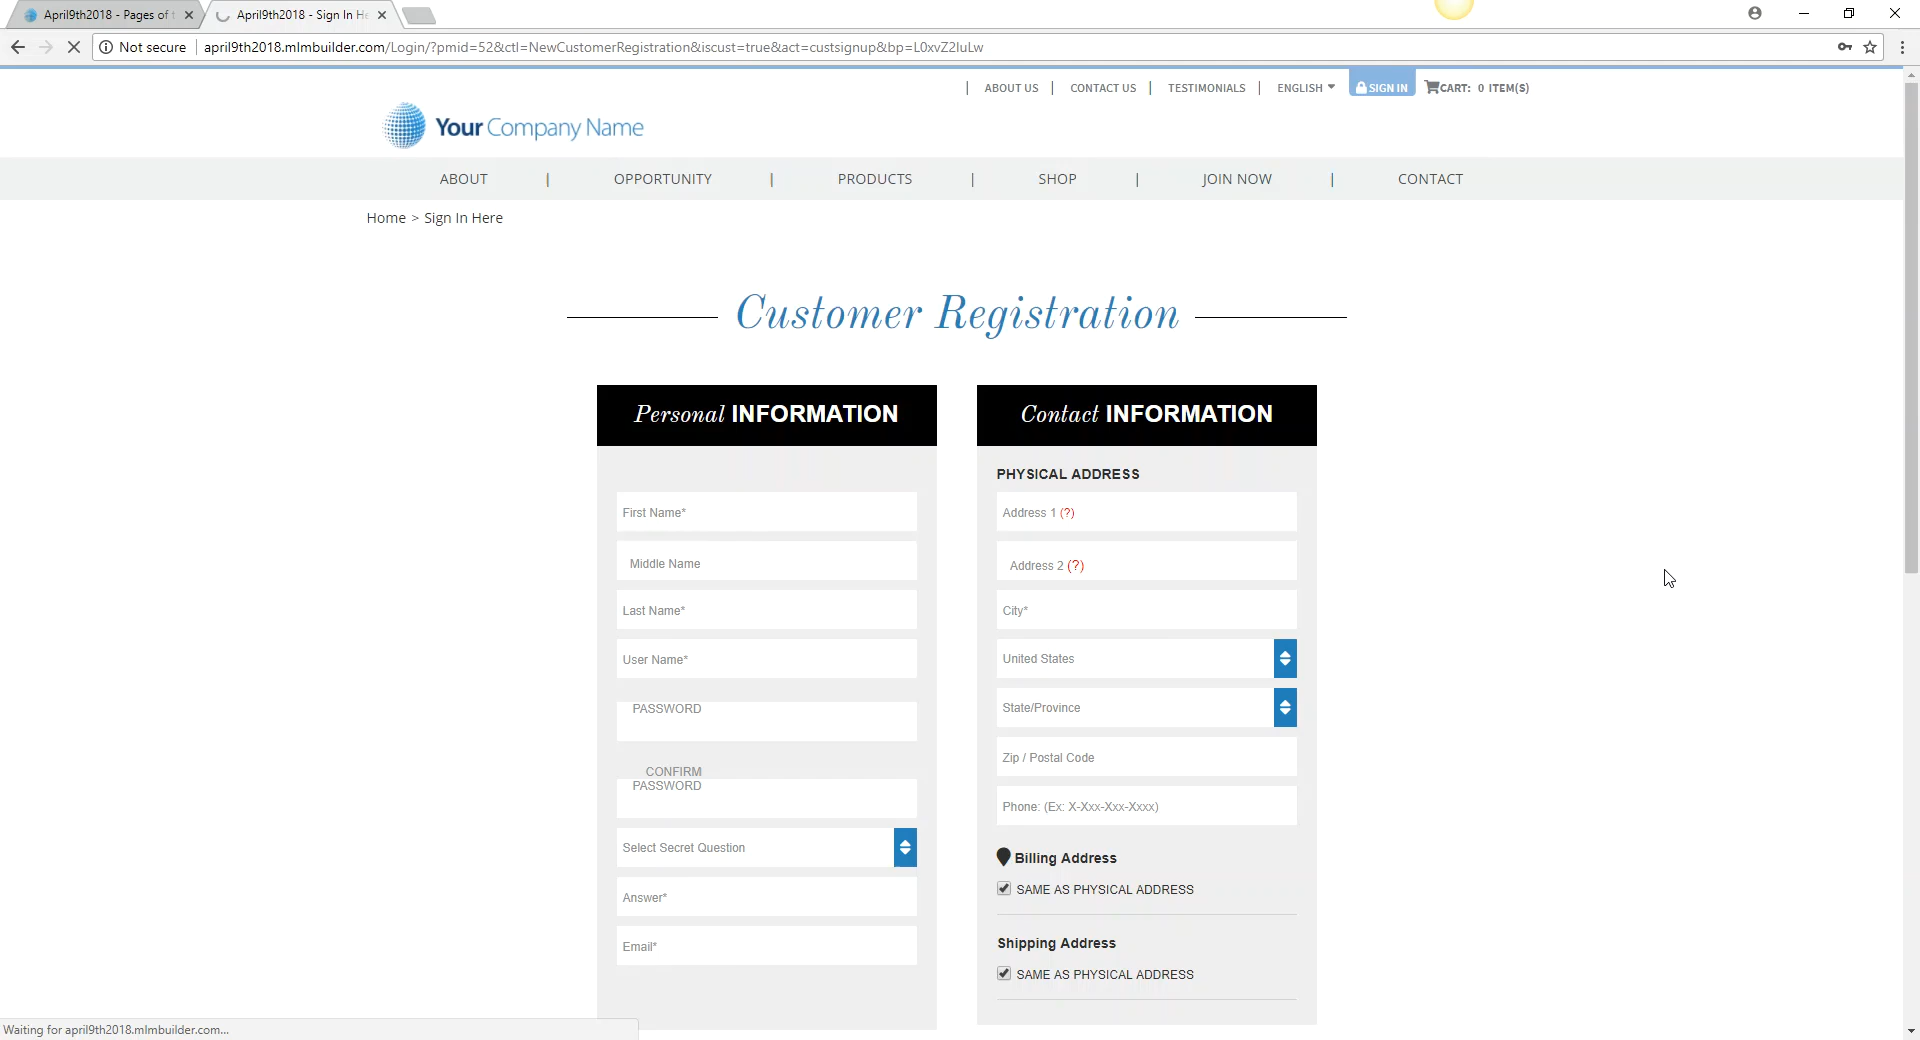 April9th2018 - Pages of t
April9th2018 - Sign In He
Not secure
april9th2018.mlmbuilder.com/Login/?pmid=52&ctl=NewCustomerRegistration&iscust=true&act=custsignup&bp=L0xvZ2luLw
| ABOUT US | CONTACT US | TESTIMONIALS | ENGLISH SIGN IN CART: 0 ITEM(S)
Your Company Name
ABOUT | OPPORTUNITY | PRODUCTS | SHOP | JOIN NOW | CONTACT
Home > Sign In Here
Customer Registration
Personal INFORMATION
First Name*
Middle Name
Last Name*
User Name*
PASSWORD
CONFIRM
PASSWORD
Select Secret Question
Answer*
Email*
Contact INFORMATION
PHYSICAL ADDRESS
Address 1 (?)
Address 2 (?)
City*
United States
State/Province
Zip / Postal Code
Phone: (Ex: X-Xxx-Xxx-Xxxx)
Billing Address
SAME AS PHYSICAL ADDRESS
Shipping Address
SAME AS PHYSICAL ADDRESS
Waiting for april9th2018.mlmbuilder.com...